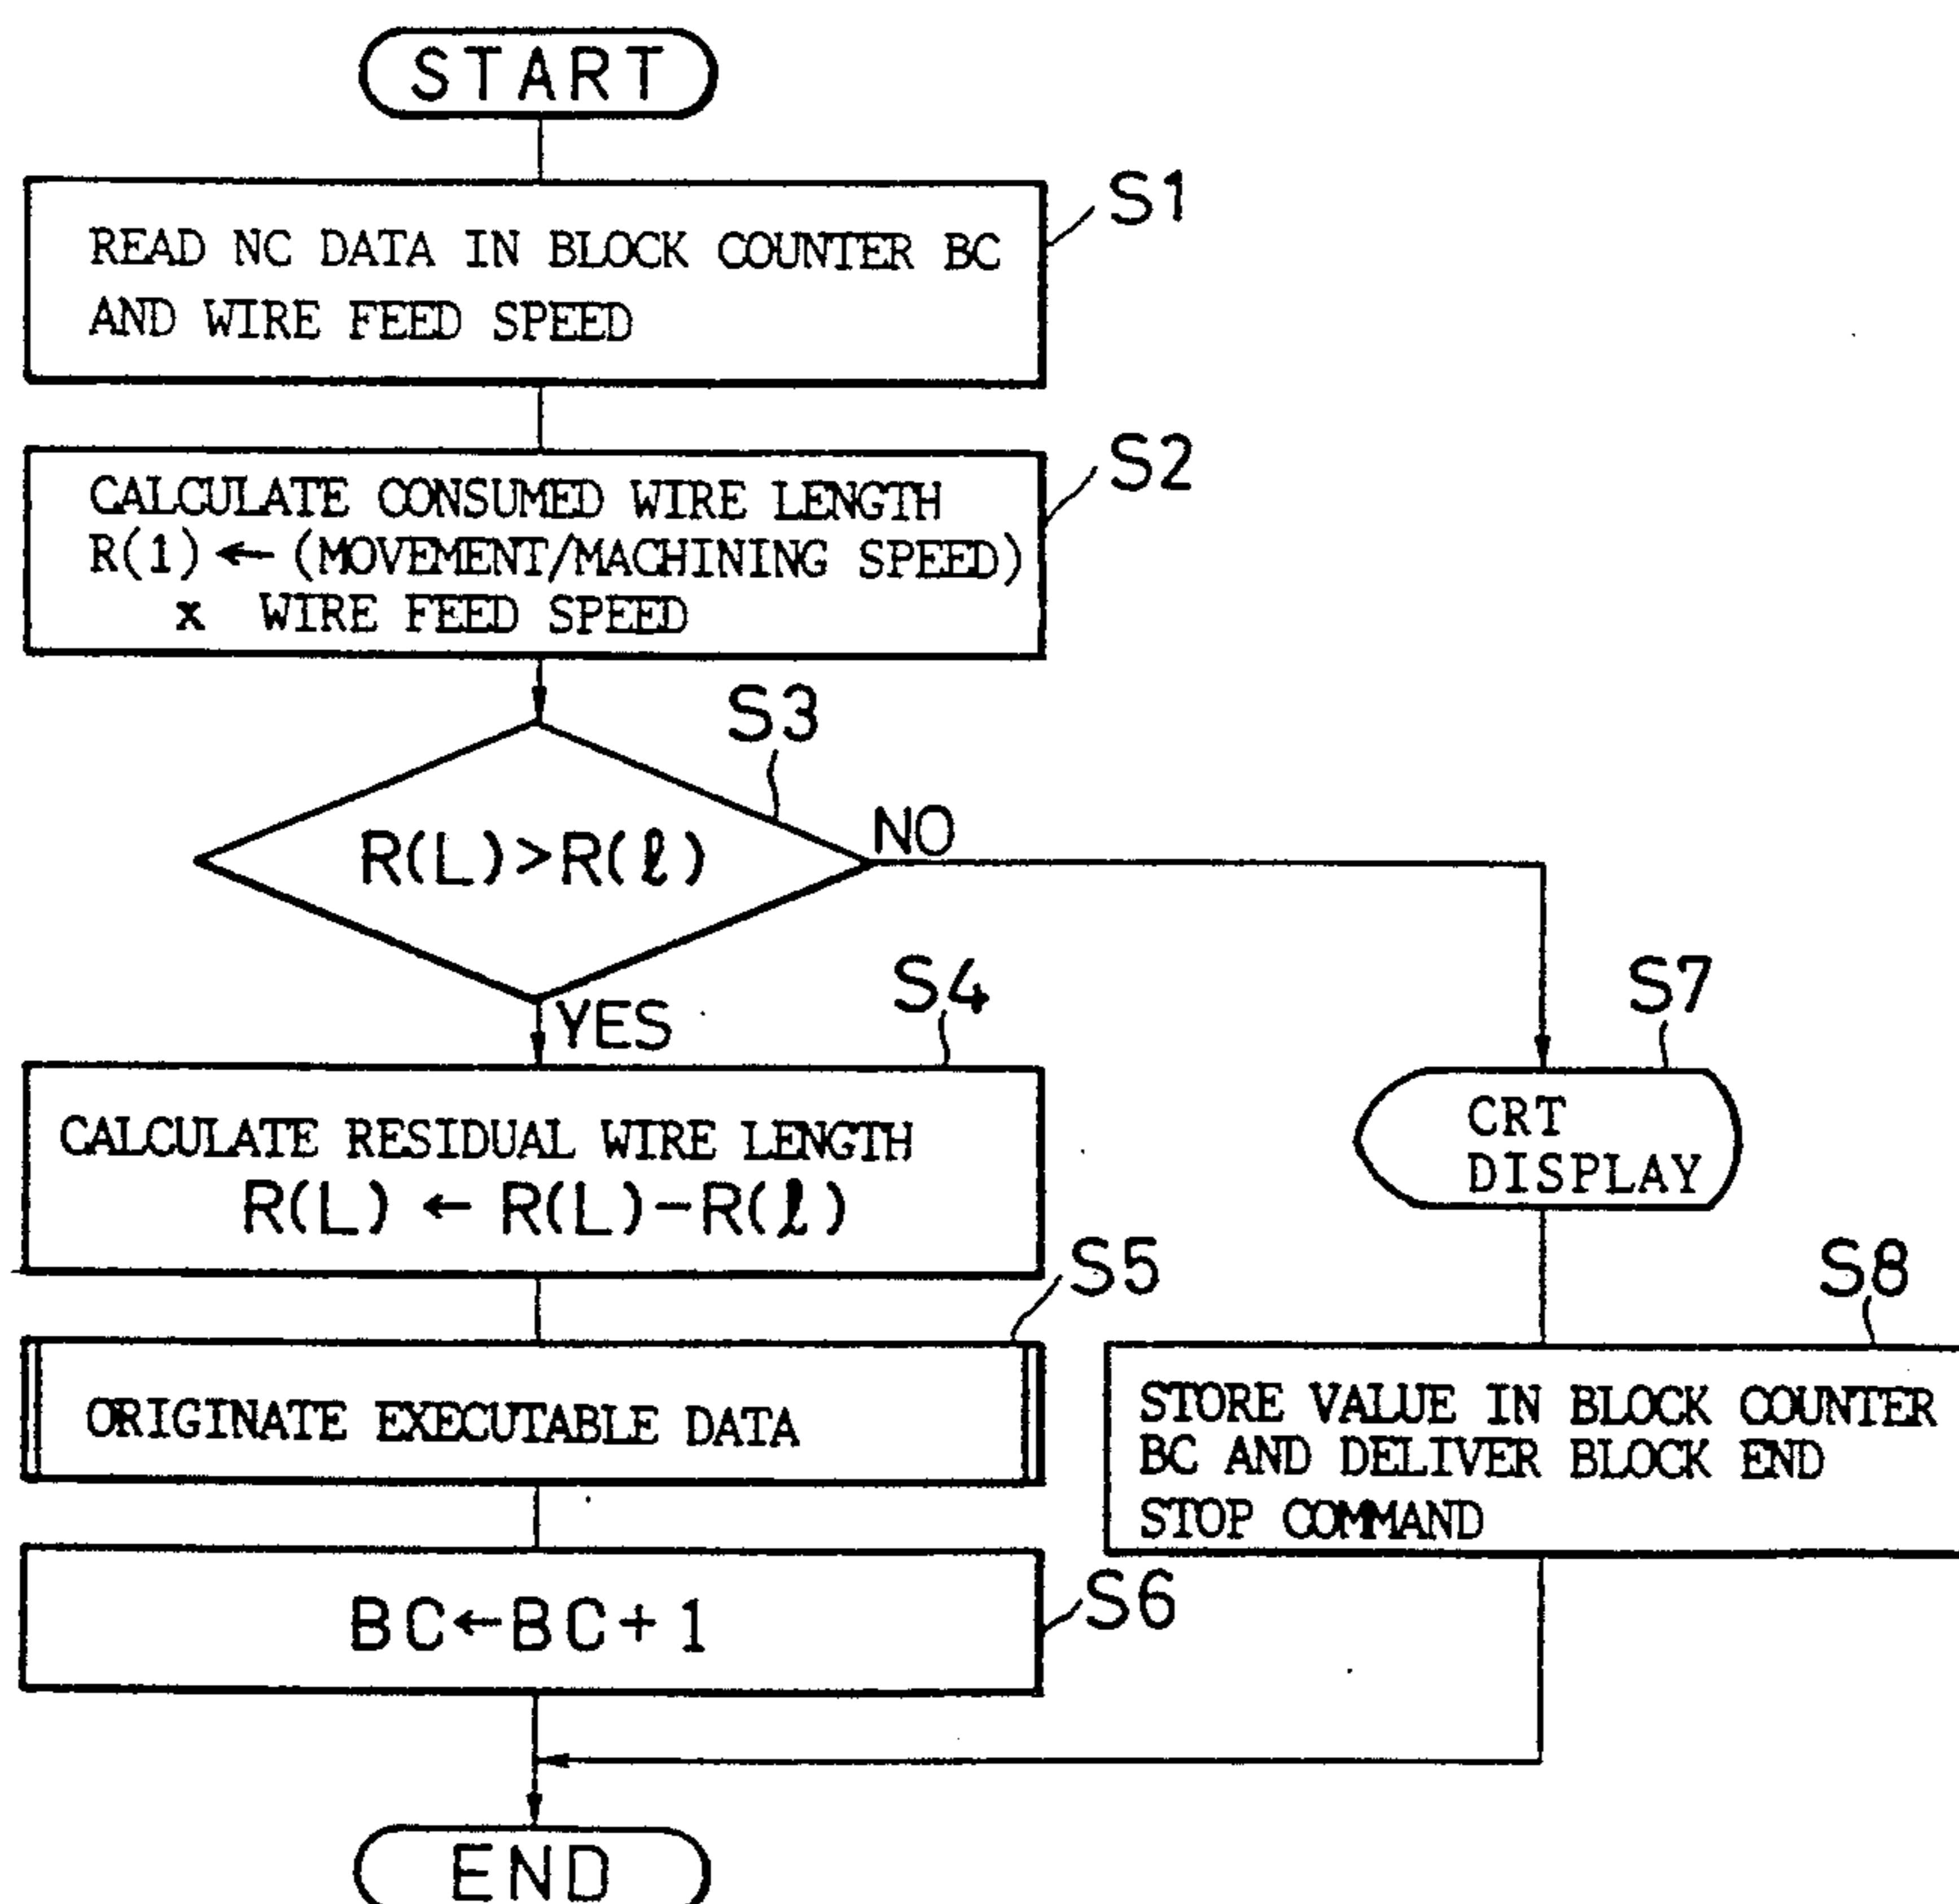 START
S1
READ NC DATA IN BLOCK COUNTER BC
AND WIRE FEED SPEED
S2
CALCULATE CONSUMED WIRE LENGTH
R(1) ← (MOVEMENT/MACHINING SPEED)
x WIRE FEED SPEED
S3
R(L)>R(ℓ)
NO
YES
S4
CALCULATE RESIDUAL WIRE LENGTH
R(L) ← R(L)-R(ℓ)
S5
ORIGINATE EXECUTABLE DATA
S6
BC←BC+1
S7
CRT
DISPLAY
S8
STORE VALUE IN BLOCK COUNTER
BC AND DELIVER BLOCK END
STOP COMMAND
END